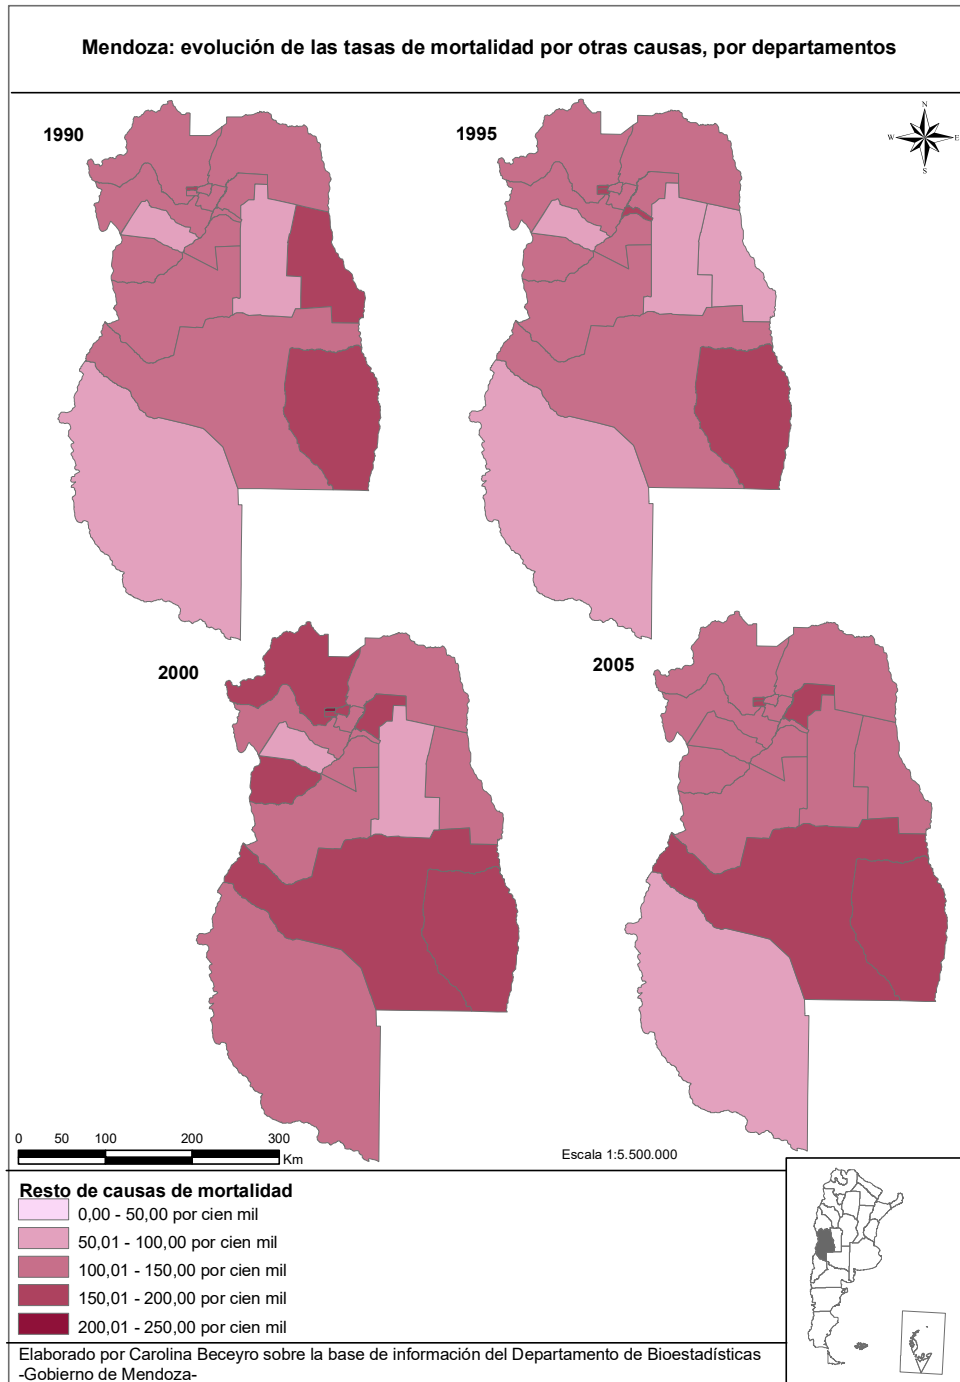 Mendoza: evolución de las tasas de mortalidad por otras causas, por departamentos
1990
1995
N
W
E
S
2000
2005
0 50 100 200 300
Km
Escala 1:5.500.000
Resto de causas de mortalidad
0,00 - 50,00 por cien mil
50,01 - 100,00 por cien mil
100,01 - 150,00 por cien mil
150,01 - 200,00 por cien mil
200,01 - 250,00 por cien mil
Elaborado por Carolina Beceyro sobre la base de información del Departamento de Bioestadísticas
-Gobierno de Mendoza-